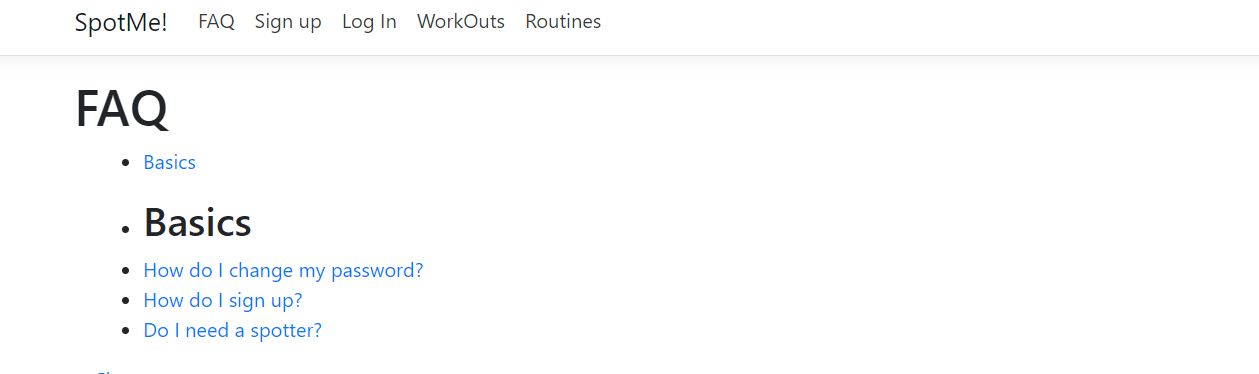 SpotMe! FAQ Sign up Log In WorkOuts Routines
FAQ
Basics
Basics
How do I change my password?
How do I sign up?
Do I need a spotter?